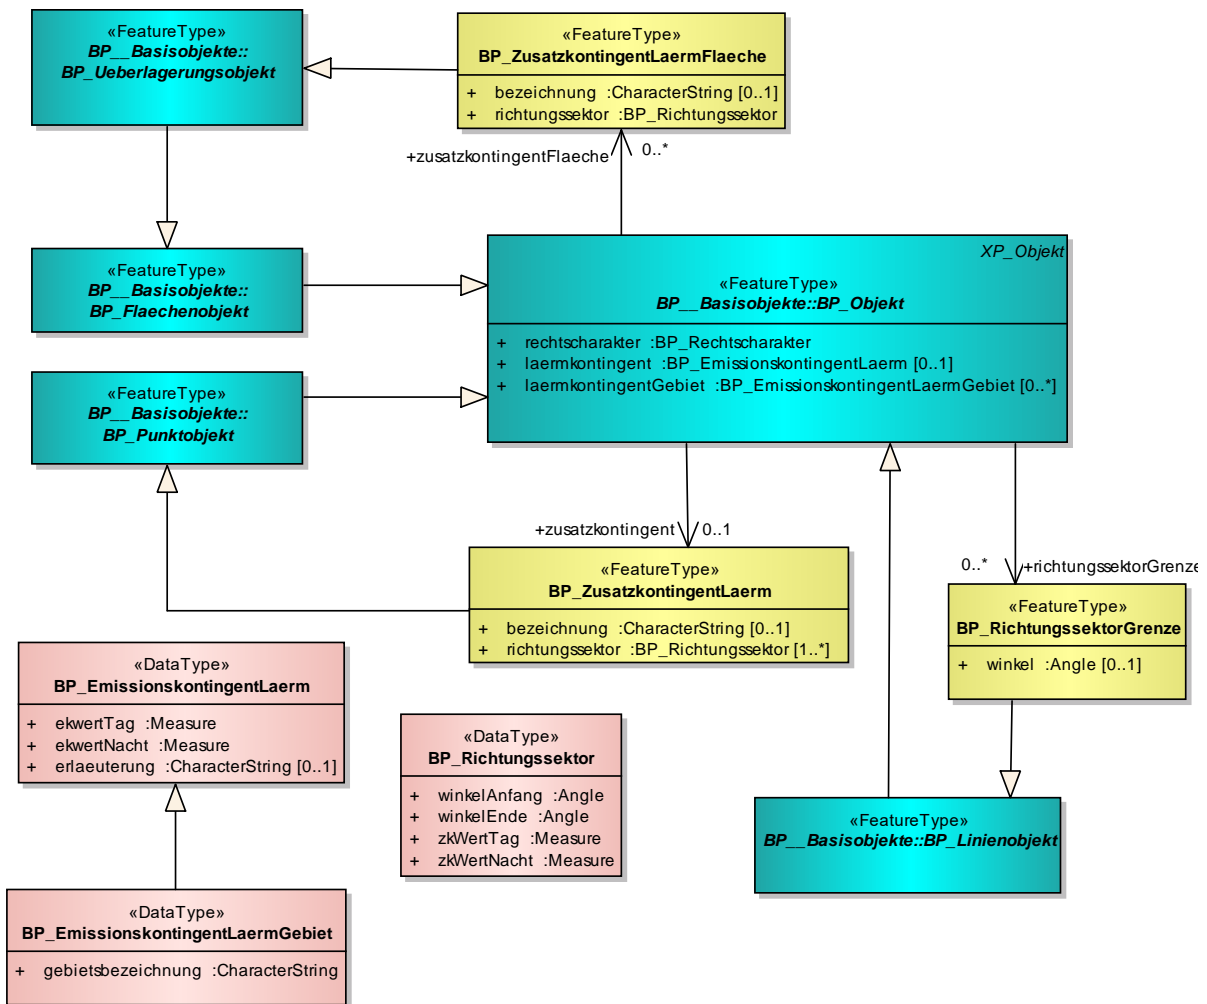 «FeatureType»
BP__Basisobjekte::
BP_Ueberlagerungsobjekt
«FeatureType»
BP_ZusatzkontingentLaermFlaeche
+ bezeichnung :CharacterString [0..1]
+ richtungssektor :BP_Richtungssektor
+zusatzkontingentFlaeche
0..*
«FeatureType»
BP__Basisobjekte::
BP_Flaechenobjekt
XP_Objekt
«FeatureType»
BP__Basisobjekte::BP_Objekt
+ rechtscharakter :BP_Rechtscharakter
+ laermkontingent :BP_EmissionskontingentLaerm [0..1]
+ laermkontingentGebiet :BP_EmissionskontingentLaermGebiet [0..*]
«FeatureType»
BP__Basisobjekte::
BP_Punktobjekt
+zusatzkontingent
0..1
«FeatureType»
BP_ZusatzkontingentLaerm
+ bezeichnung :CharacterString [0..1]
+ richtungssektor :BP_Richtungssektor [1..*]
0..*
+richtungssektorGrenze
«FeatureType»
BP_RichtungssektorGrenze
+ winkel :Angle [0..1]
«DataType»
BP_EmissionskontingentLaerm
+ ekwertTag :Measure
+ ekwertNacht :Measure
+ erlaeuterung :CharacterString [0..1]
«DataType»
BP_Richtungssektor
+ winkelAnfang :Angle
+ winkelEnde :Angle
+ zkWertTag :Measure
+ zkWertNacht :Measure
«FeatureType»
BP__Basisobjekte::BP_Linienobjekt
«DataType»
BP_EmissionskontingentLaermGebiet
+ gebietsbezeichnung :CharacterString